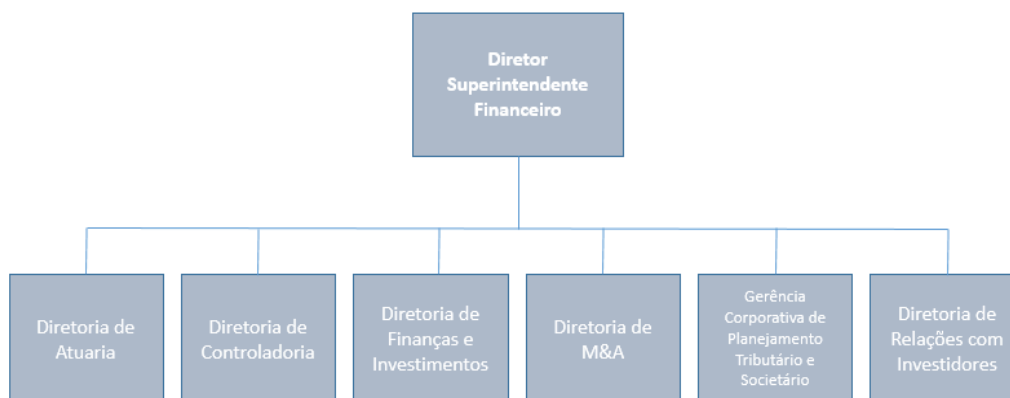 Diretor
Superintendente
Financeiro
Diretoria de
Atuaria
Diretoria de
Controladoria
Diretoria de
Finanças e
Investimentos
Diretoria de
M&A
Gerência
Corporativa de
Planejamento
Tributário e
Societário
Diretoria de
Relações com
Investidores